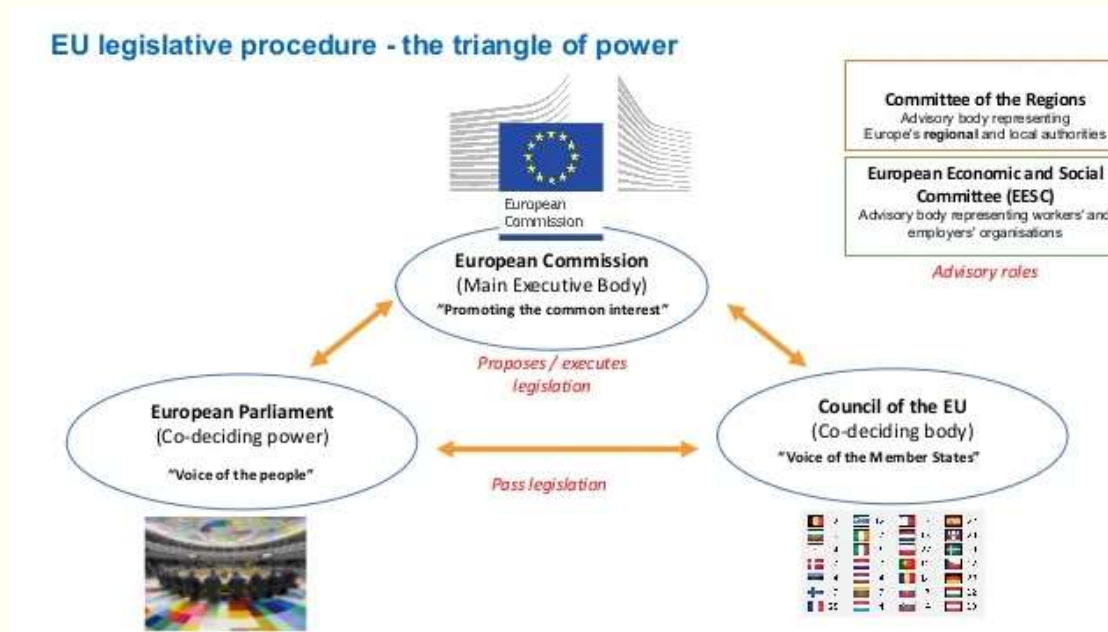 EU legislative procedure - the triangle of power
Committee of the Regions
Advisory body representing
Europe's regional and local authorities
European Economic and Social
Committee (EESC)
Advisory body representing workers' and
employers' organisations
Advisory roles
European
Commission
European Commission
(Main Executive Body)
"Promoting the common interest"
Proposes / executes
legislation
European Parliament
(Co-deciding power)
"Voice of the people"
Council of the EU
(Co-deciding body)
"Voice of the Member States"
Pass legislation